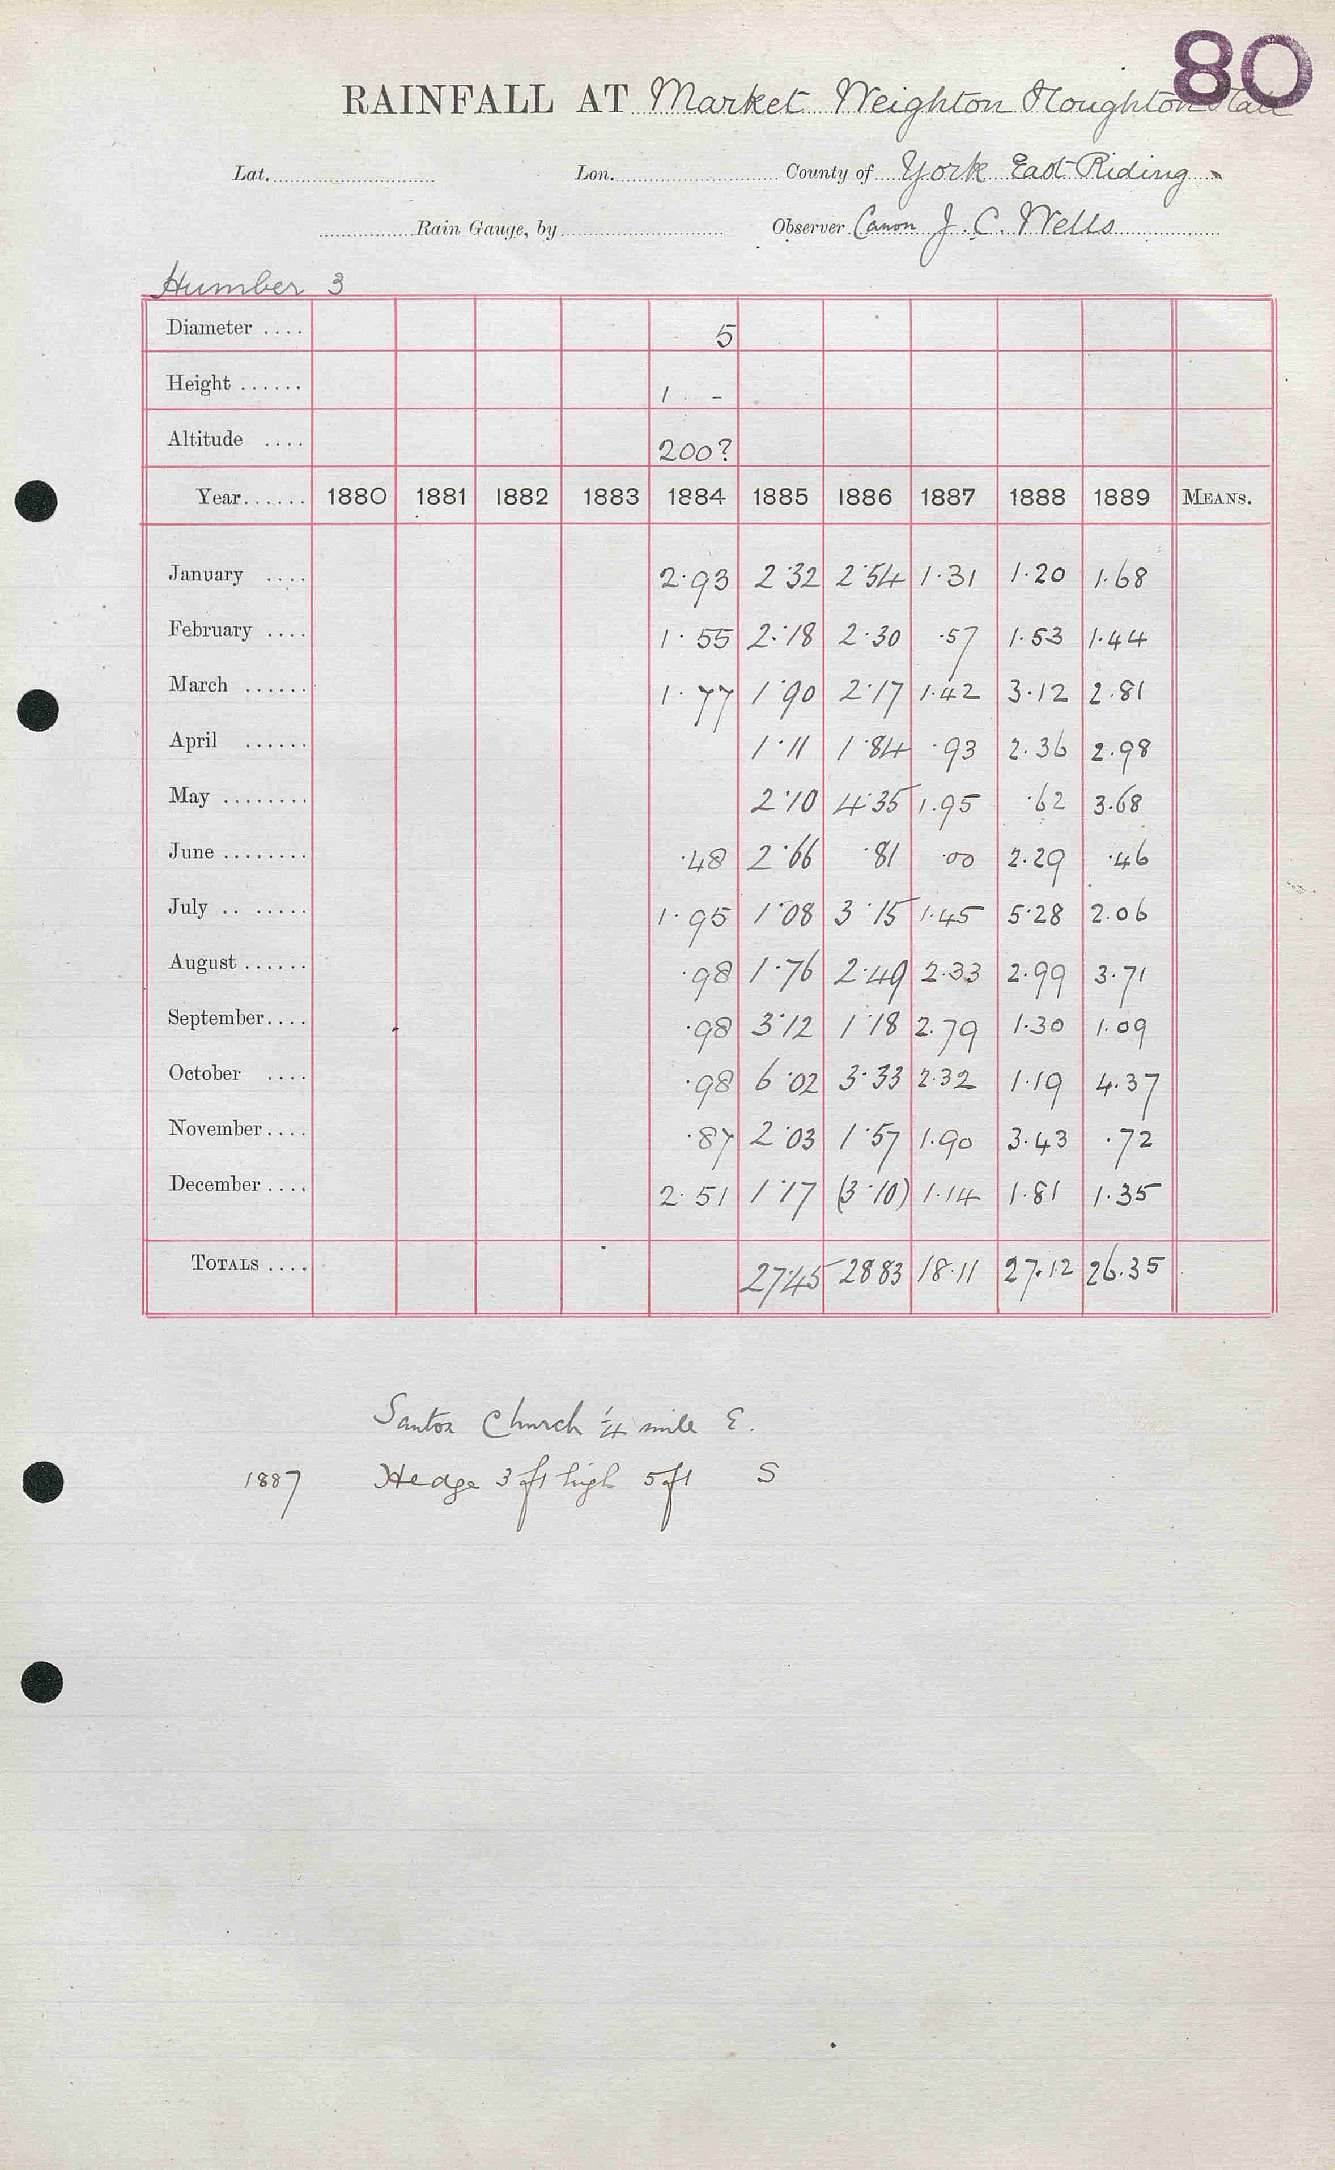 80
RAINFALL AT Market Weighton Houghton Hall
Lat. Lon. County of York East Riding
Rain Gauge, by Observer Canon J. C. Wells
Humber 3
Diameter .... 5
Height ...... 1 -
Altitude .... 200?
Year...... 1880 1881 1882 1883 1884 1885 1886 1887 1888 1889 MEANS.
January .... 2.93 2.32 2.54 1.31 1.20 1.68
February .... 1.55 2.18 2.30 .57 1.53 1.44
March ...... 1.77 1.90 2.17 1.42 3.12 2.81
April ...... 1.11 1.84 .93 2.36 2.98
May ........ 2.10 4.35 1.95 .62 3.68
June ........ .48 2.66 .81 .00 2.29 .46
July .. ..... 1.95 1.08 3.15 1.45 5.28 2.06
August ...... .98 1.76 2.49 2.33 2.99 3.71
September.... .98 3.12 1.18 2.79 1.30 1.09
October .... .98 6.02 3.33 2.32 1.19 4.37
November.... .87 2.03 1.57 1.90 3.43 .72
December .... 2.51 1.17 (3.10) 1.14 1.81 1.35
TOTALS .... 27.45 28.83 18.11 27.12 26.35
Santon Church ¼ mile E.
1887 Hedge 3 ft high 5 ft S